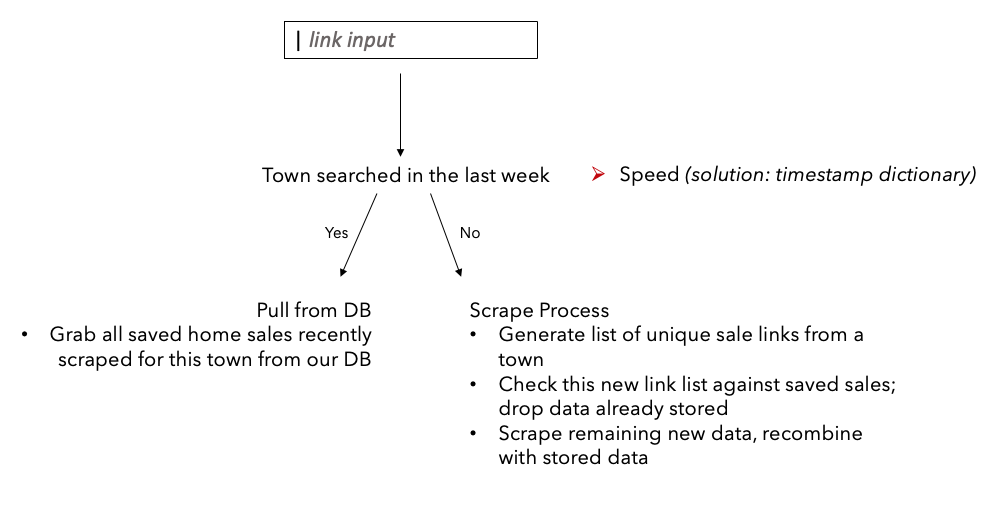 | link input
Town searched in the last week
➢ Speed (solution: timestamp dictionary)
Yes
No
Pull from DB
• Grab all saved home sales recently
scraped for this town from our DB
Scrape Process
• Generate list of unique sale links from a
town
• Check this new link list against saved sales;
drop data already stored
• Scrape remaining new data, recombine
with stored data